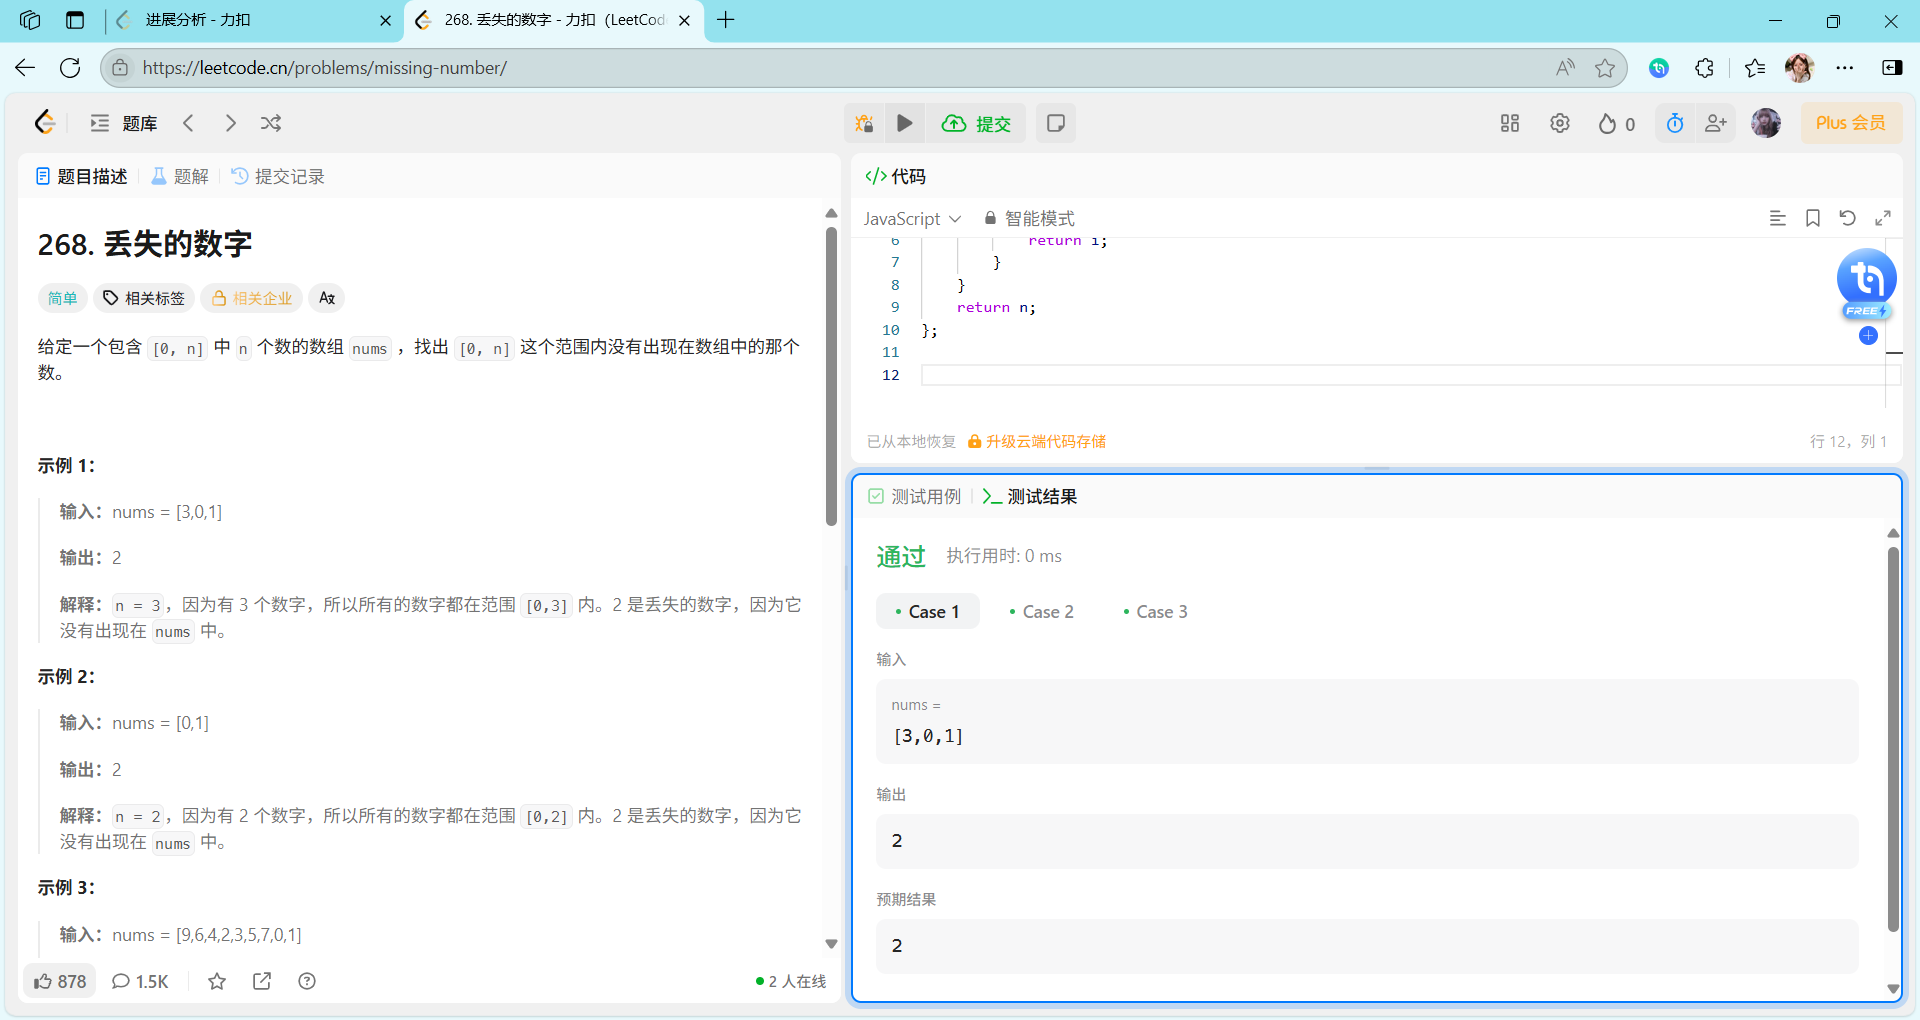 进展分析 - 力扣
268. 丢失的数字 - 力扣（LeetCod
https://leetcode.cn/problems/missing-number/
题库
提交
0
Plus 会员
题目描述
题解
提交记录
268. 丢失的数字
简单
相关标签
相关企业
给定一个包含 [0, n] 中 n 个数的数组 nums ，找出 [0, n] 这个范围内没有出现在数组中的那个
数。
示例 1：
输入：nums = [3,0,1]
输出：2
解释：n = 3，因为有 3 个数字，所以所有的数字都在范围 [0,3] 内。2 是丢失的数字，因为它
没有出现在 nums 中。
示例 2：
输入：nums = [0,1]
输出：2
解释：n = 2，因为有 2 个数字，所以所有的数字都在范围 [0,2] 内。2 是丢失的数字，因为它
没有出现在 nums 中。
示例 3：
输入：nums = [9,6,4,2,3,5,7,0,1]
878
1.5K
2 人在线
</> 代码
JavaScript
智能模式
6 return i;
7 }
8 }
9 return n;
10 };
11
12
FREE
已从本地恢复
升级云端代码存储
行 12，列 1
测试用例
测试结果
通过
执行用时: 0 ms
Case 1
Case 2
Case 3
输入
nums =
[3,0,1]
输出
2
预期结果
2